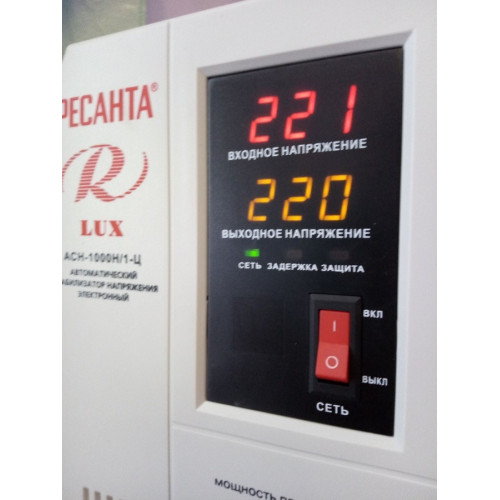 РЕСАНТА®
R
LUX
АСН-1000Н/1-Ц
АВТОМАТИЧЕСКИЙ
АБИЛИЗАТОР НАПРЯЖЕНИЯ
ЭЛЕКТРОННЫЙ
221
ВХОДНОЕ НАПРЯЖЕНИЕ
220
ВЫХОДНОЕ НАПРЯЖЕНИЕ
СЕТЬ ЗАДЕРЖКА ЗАЩИТА
ВКЛ
I
O
ВЫКЛ
СЕТЬ
МОЩНОСТЬ